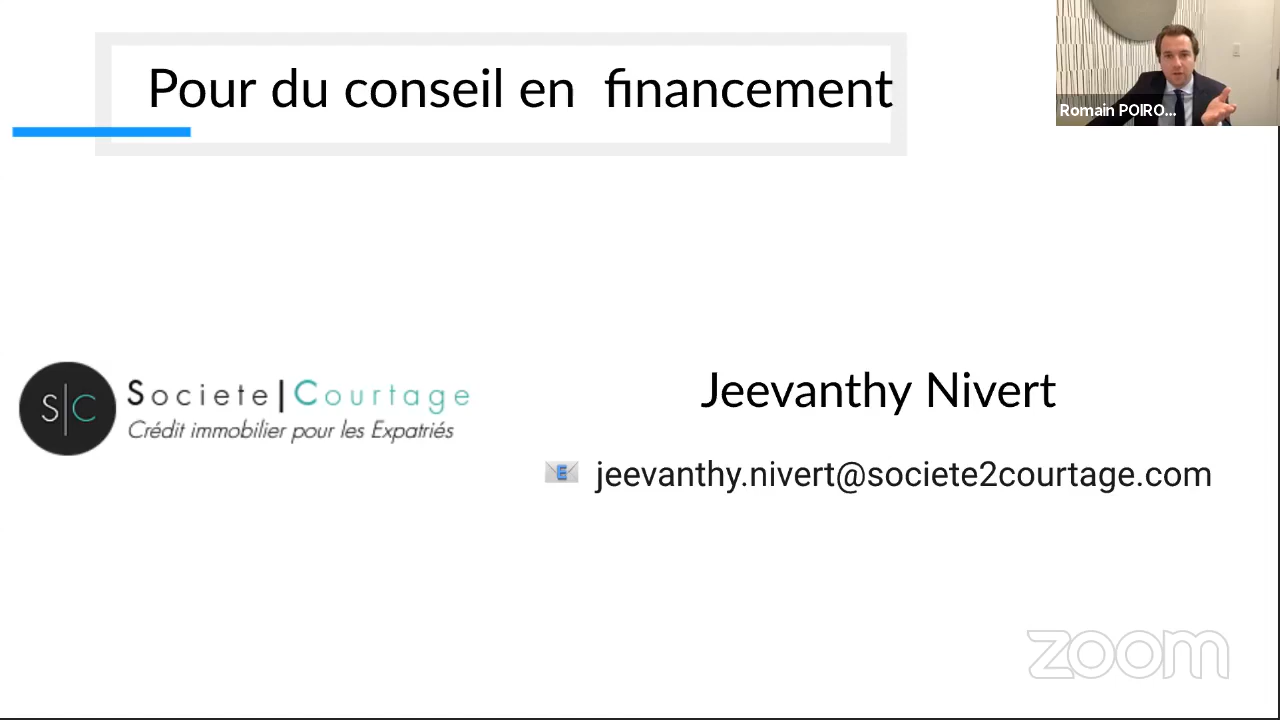 Pour du conseil en financement
Romain POIRO...
S|C
Societe|Courtage
Crédit immobilier pour les Expatriés
Jeevanthy Nivert
📧 jeevanthy.nivert@societe2courtage.com
zoom